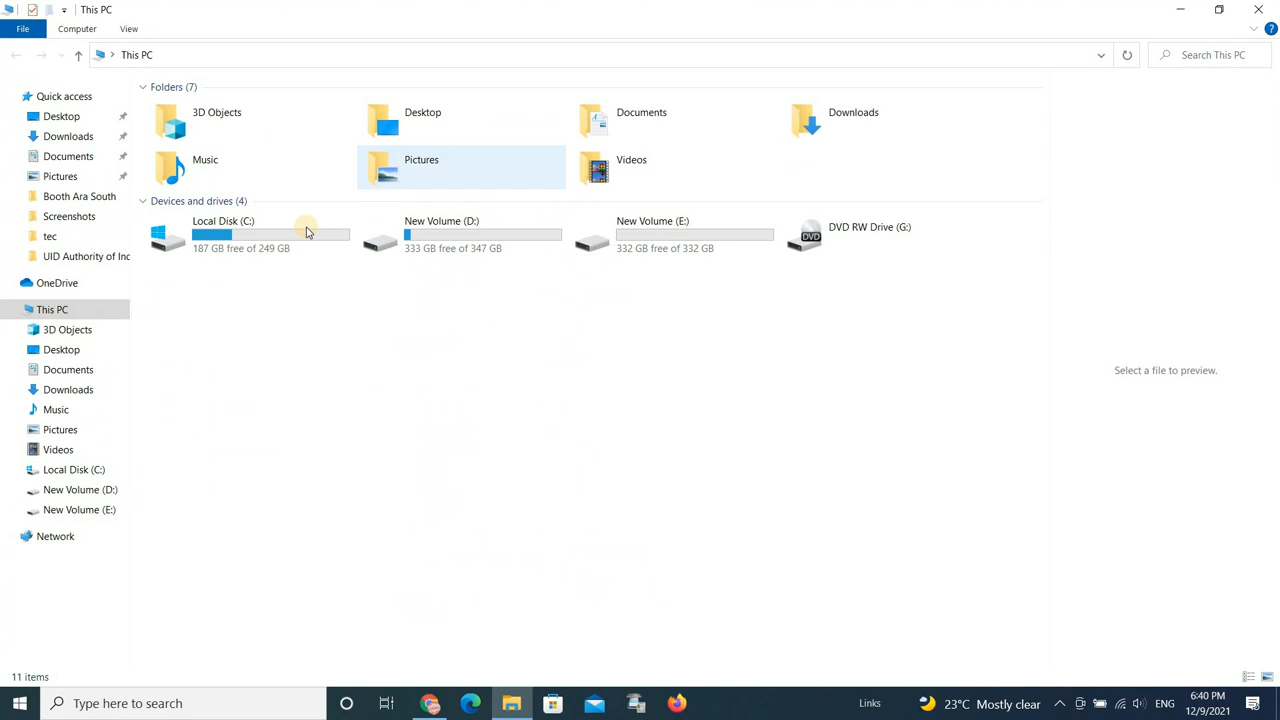 This PC
File
Computer
View
This PC
Search This PC
Quick access
Desktop
Downloads
Documents
Pictures
Booth Ara South
Screenshots
tec
UID Authority of Inc
OneDrive
This PC
3D Objects
Desktop
Documents
Downloads
Music
Pictures
Videos
Local Disk (C:)
New Volume (D:)
New Volume (E:)
Network
Folders (7)
3D Objects
Desktop
Documents
Downloads
Music
Pictures
Videos
Devices and drives (4)
Local Disk (C:)
187 GB free of 249 GB
New Volume (D:)
333 GB free of 347 GB
New Volume (E:)
332 GB free of 332 GB
DVD
DVD RW Drive (G:)
Select a file to preview.
11 items
Type here to search
Links
23°C Mostly clear
ENG
6:40 PM
12/9/2021